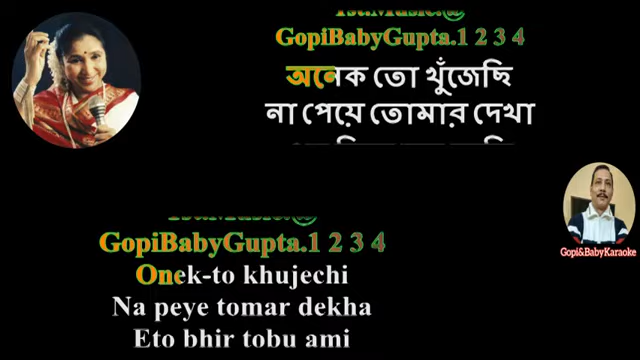 GopiBabyGupta.1 2 3 4
অনেক তো খুঁজেছি
না পেয়ে তোমার দেখা
GopiBabyGupta.1 2 3 4
Onek-to khujechi
Na peye tomar dekha
Eto bhir tobu ami
Gopi&BabyKaraoke